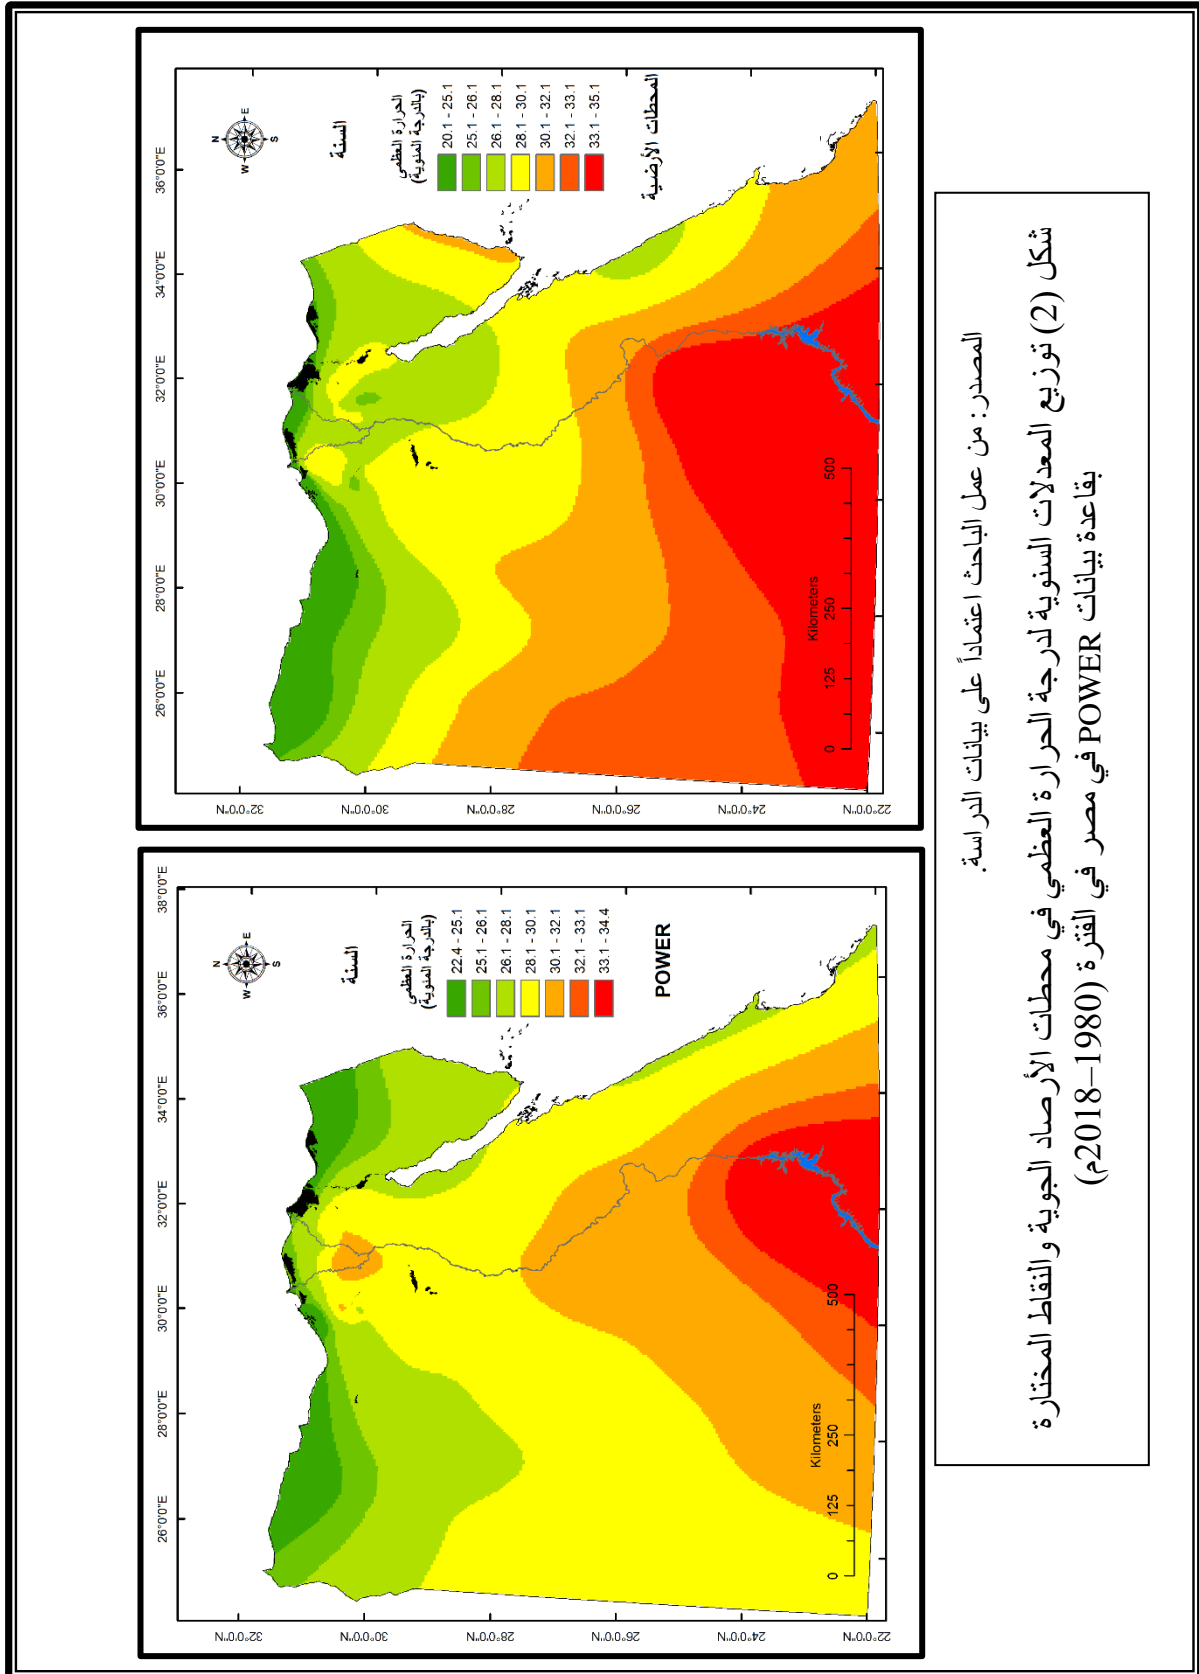 شكل (2) توزيع المعدلات السنوية لدرجة الحرارة العظمي في محطات الأرصاد الجوية والنقاط المختارة
بقاعدة بيانات POWER في مصر في الفترة (1980–2018م)
المصدر: من عمل الباحث اعتماداً على بيانات الدراسة.
26°0'0"E 28°0'0"E 30°0'0"E 32°0'0"E 34°0'0"E 36°0'0"E
32°0'0"N
30°0'0"N
28°0'0"N
26°0'0"N
24°0'0"N
22°0'0"N
N
W E
S
السنة
الحرارة العظمى
(بالدرجة المئوية)
20.1 - 25.1
25.1 - 26.1
26.1 - 28.1
28.1 - 30.1
30.1 - 32.1
32.1 - 33.1
33.1 - 35.1
المحطات الأرضية
Kilometers
0 125 250 500
26°0'0"E 28°0'0"E 30°0'0"E 32°0'0"E 34°0'0"E 36°0'0"E 38°0'0"E
32°0'0"N
30°0'0"N
28°0'0"N
26°0'0"N
24°0'0"N
22°0'0"N
N
W E
S
السنة
الحرارة العظمى
(بالدرجة المئوية)
22.4 - 25.1
25.1 - 26.1
26.1 - 28.1
28.1 - 30.1
30.1 - 32.1
32.1 - 33.1
33.1 - 34.4
POWER
Kilometers
0 125 250 500